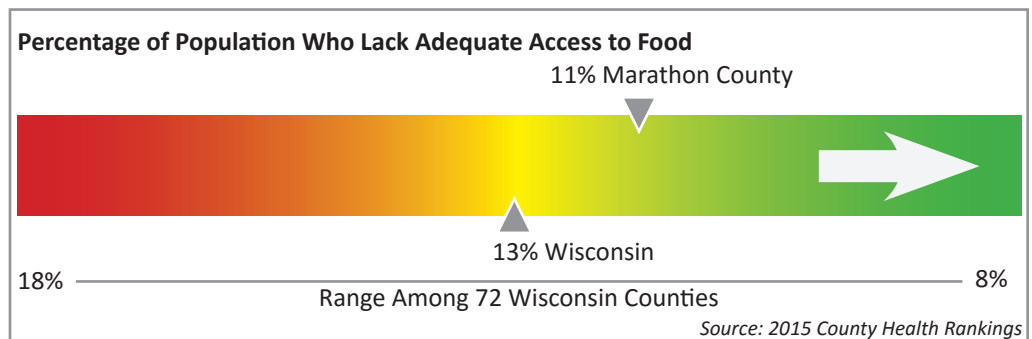 Percentage of Population Who Lack Adequate Access to Food
11% Marathon County
13% Wisconsin
18% 8%
Range Among 72 Wisconsin Counties
Source: 2015 County Health Rankings